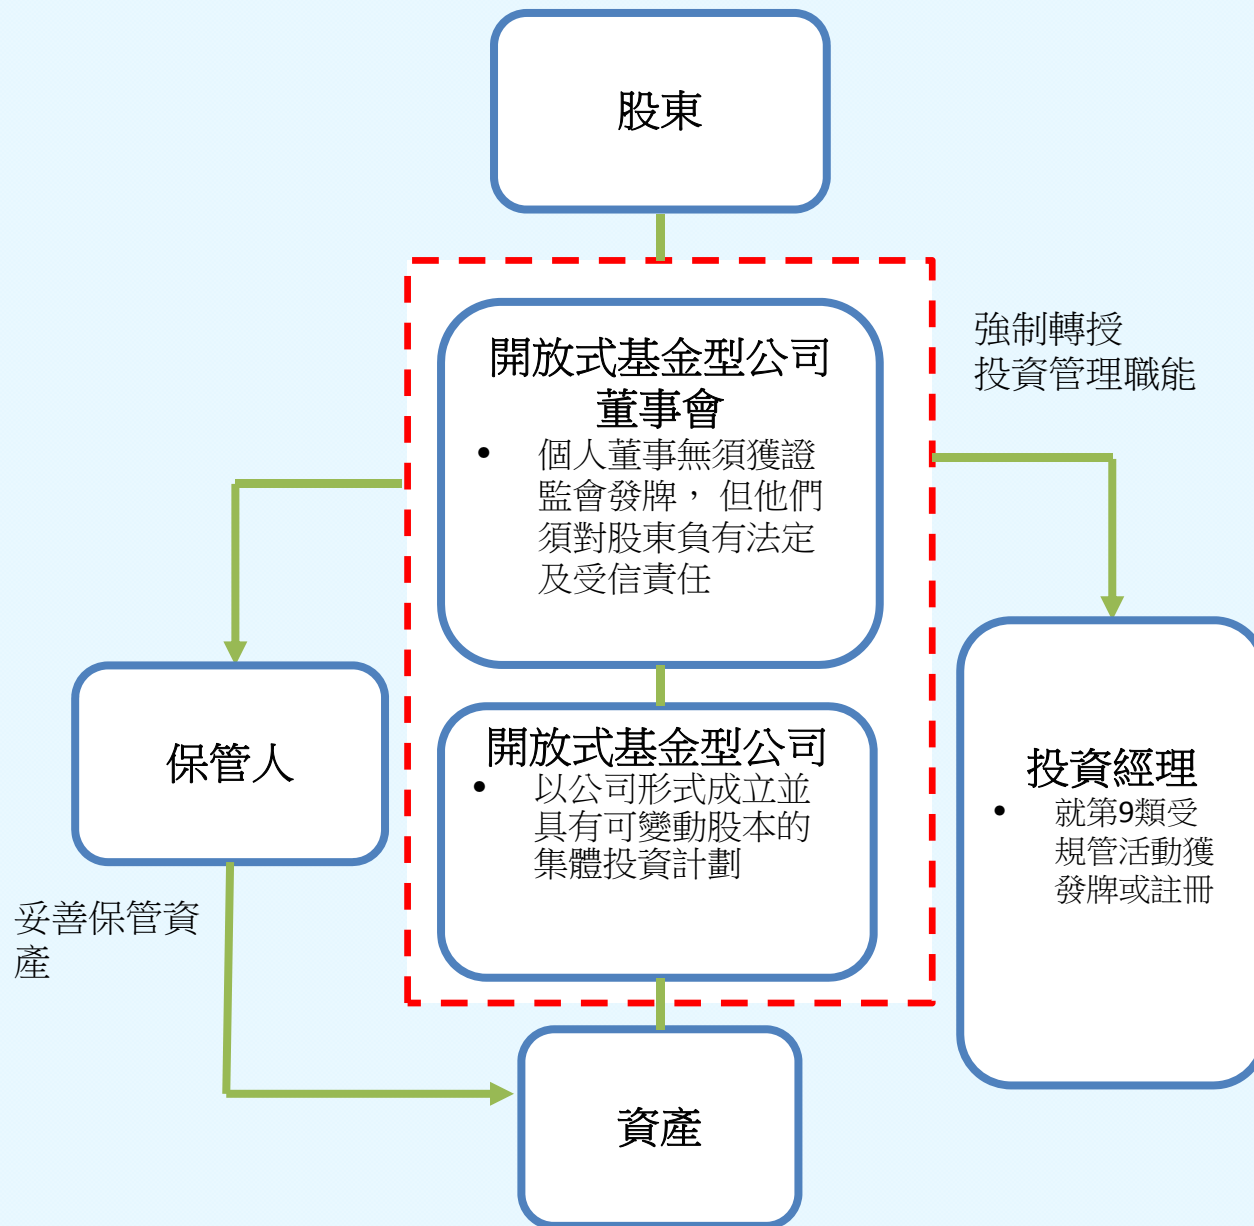 股東
開放式基金型公司
董事會
• 個人董事無須獲證
監會發牌， 但他們
須對股東負有法定
及受信責任
強制轉授
投資管理職能
保管人
開放式基金型公司
• 以公司形式成立並
具有可變動股本的
集體投資計劃
投資經理
• 就第9類受
規管活動獲
發牌或註冊
妥善保管資
產
資產